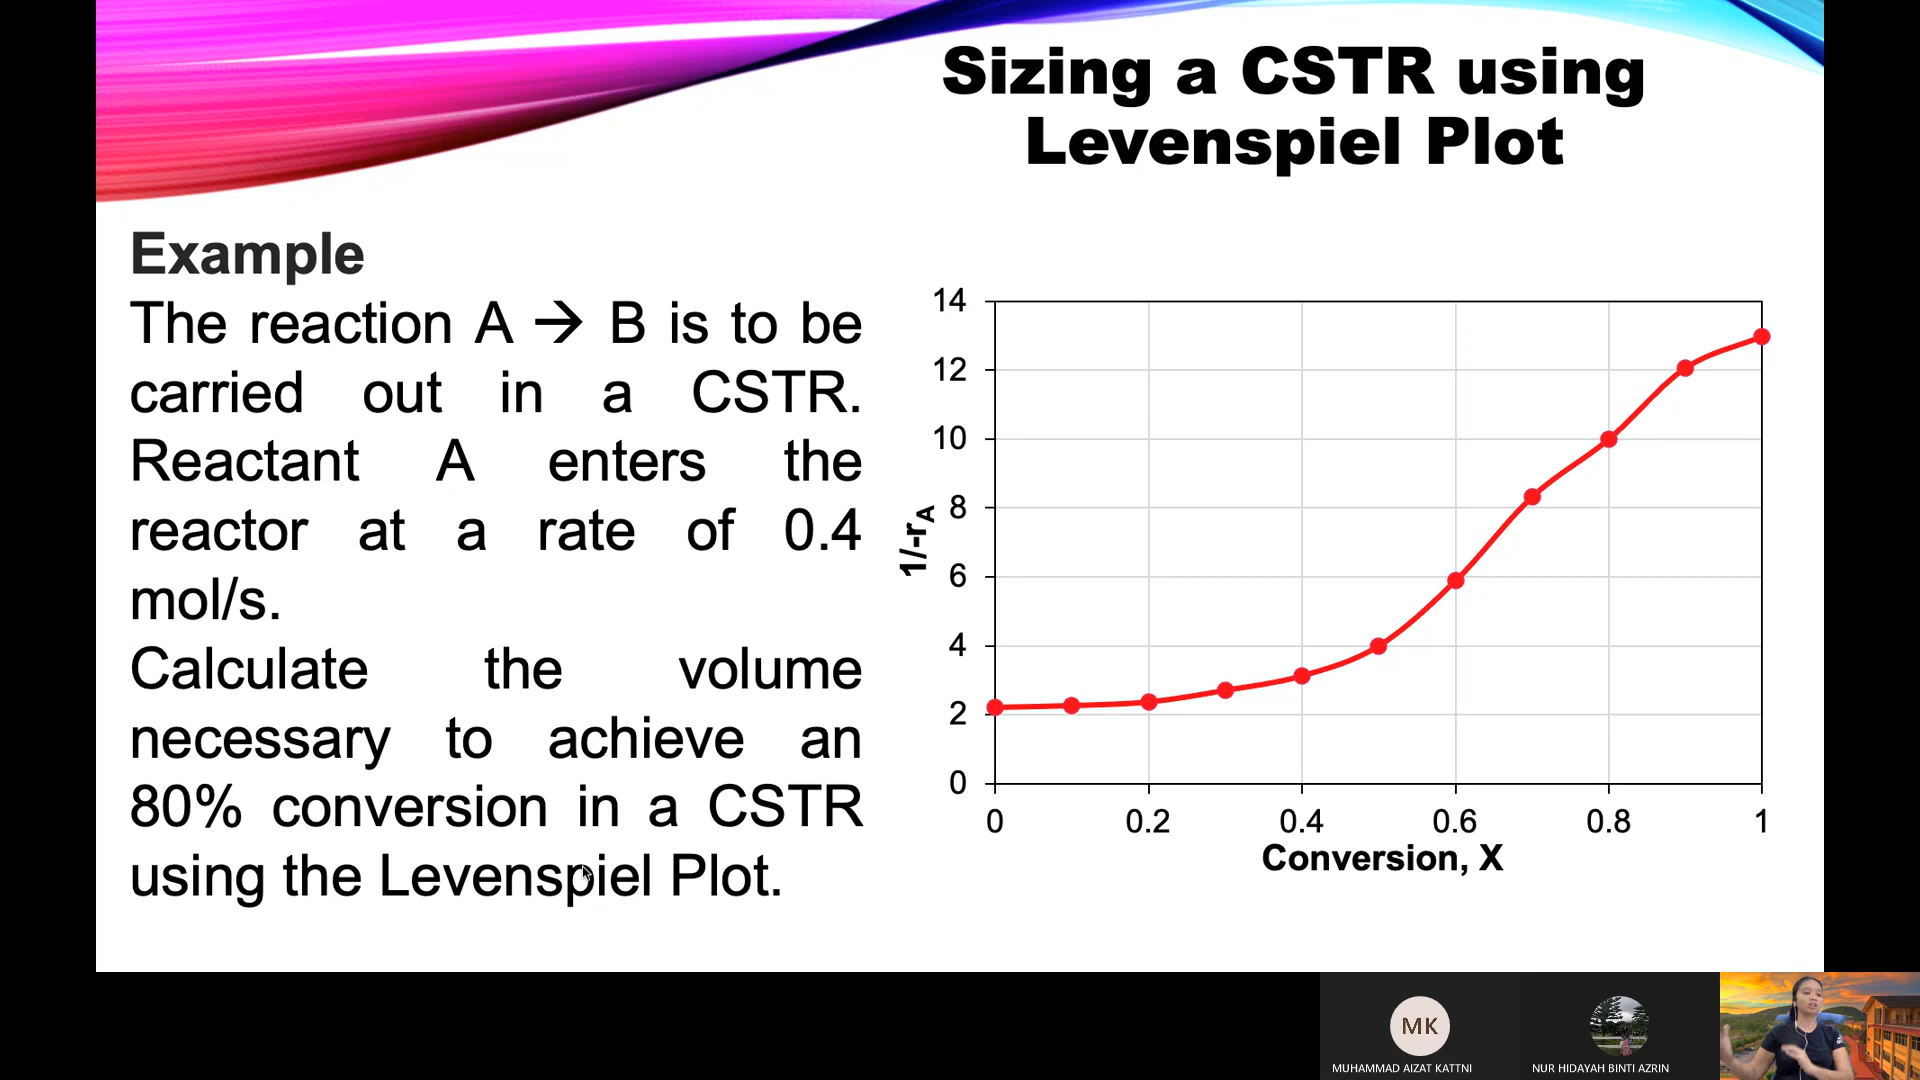 Sizing a CSTR using
Levenspiel Plot
Example
The reaction A → B is to be
carried out in a CSTR.
Reactant A enters the
reactor at a rate of 0.4
mol/s.
Calculate the volume
necessary to achieve an
80% conversion in a CSTR
using the Levenspiel Plot.
14
12
10
8
6
4
2
0
1/-rA
0 0.2 0.4 0.6 0.8 1
Conversion, X
MK
MUHAMMAD AIZAT KATTNI
NUR HIDAYAH BINTI AZRIN